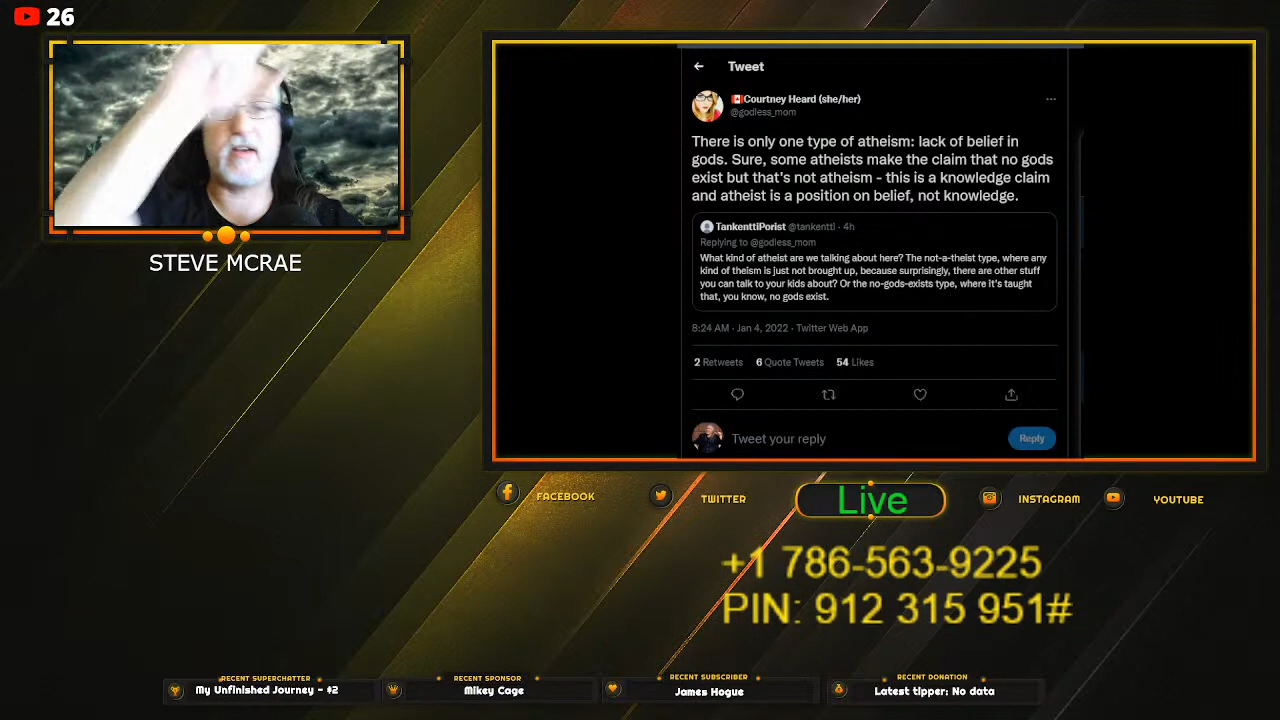 26
STEVE MCRAE
Tweet
Courtney Heard (she/her)
@godless_mom
There is only one type of atheism: lack of belief in
gods. Sure, some atheists make the claim that no gods
exist but that's not atheism - this is a knowledge claim
and atheist is a position on belief, not knowledge.
TankenttiPorist @tankentti · 4h
Replying to @godless_mom
What kind of atheist are we talking about here? The not-a-theist type, where any
kind of theism is just not brought up, because surprisingly, there are other stuff
you can talk to your kids about? Or the no-gods-exists type, where it's taught
that, you know, no gods exist.
8:24 AM · Jan 4, 2022 · Twitter Web App
2 Retweets 6 Quote Tweets 54 Likes
Tweet your reply
Reply
FACEBOOK TWITTER Live INSTAGRAM YOUTUBE
+1 786-563-9225
PIN: 912 315 951#
RECENT SUPERCHATTER
My Unfinished Journey - $2
RECENT SPONSOR
Mikey Cage
RECENT SUBSCRIBER
James Hogue
RECENT DONATION
Latest tipper: No data